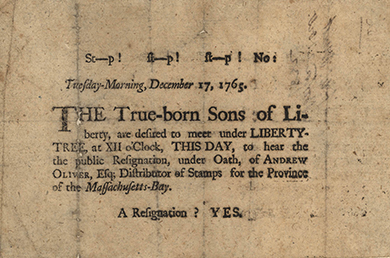 St—p! ſt—p! ſt—p! No:
Tueſday-Morning, December 17, 1765.
THE True-born Sons of Li-
berty, are deſired to meet under LIBERTY-
TREE, at XII o'Clock, THIS DAY, to hear the
the public Reſignation, under Oath, of ANDREW
OLIVER, Eſq; Diſtributor of Stamps for the Province
of the Maſſachuſetts-Bay.
A Reſignation? YES.